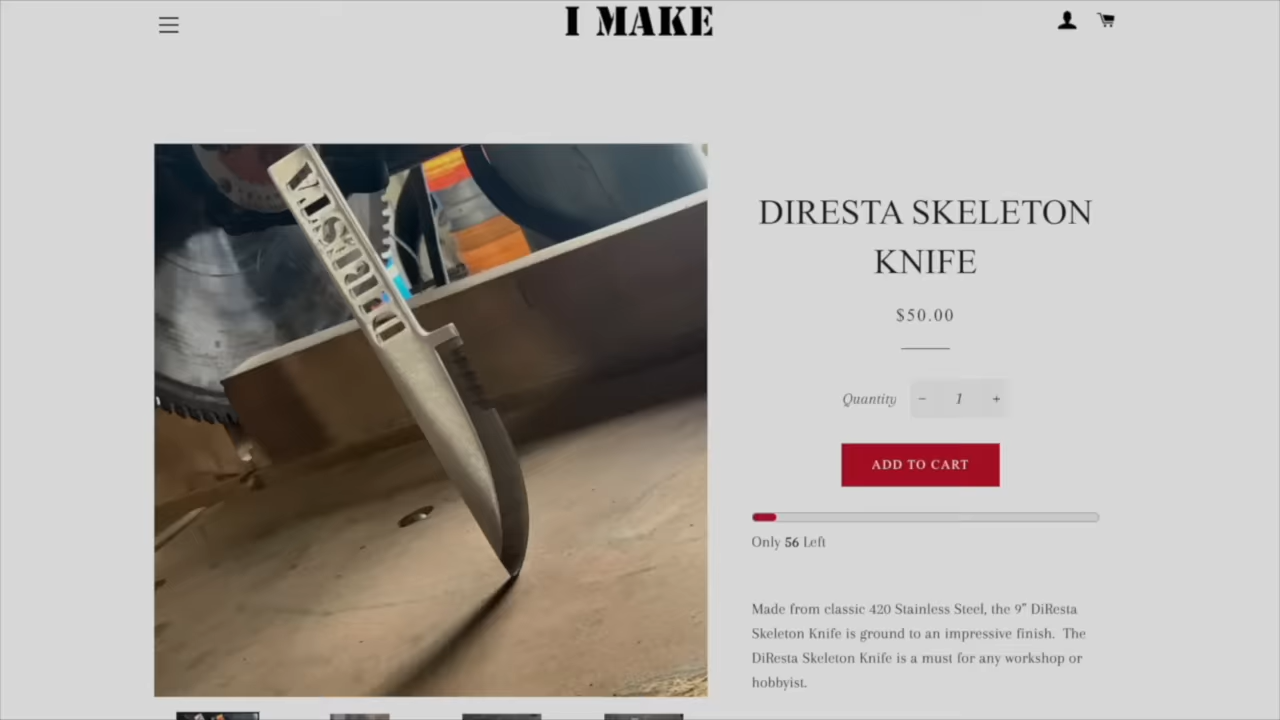 I MAKE
DIRESTA
DIRESTA SKELETON
KNIFE
$50.00
Quantity − 1 +
ADD TO CART
Only 56 Left
Made from classic 420 Stainless Steel, the 9″ DiResta
Skeleton Knife is ground to an impressive finish.  The
DiResta Skeleton Knife is a must for any workshop or
hobbyist.